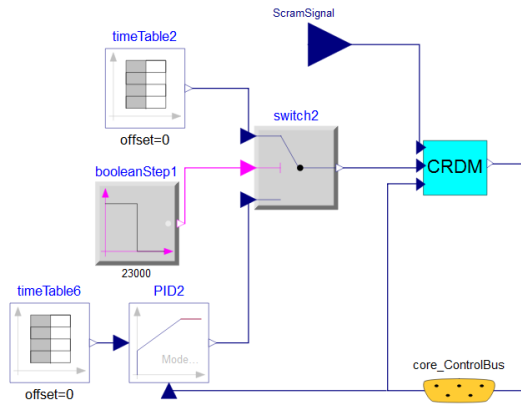 ScramSignal
timeTable2
offset=0
switch2
booleanStep1
CRDM
23000
timeTable6
PID2
Mode...
offset=0
core_ControlBus